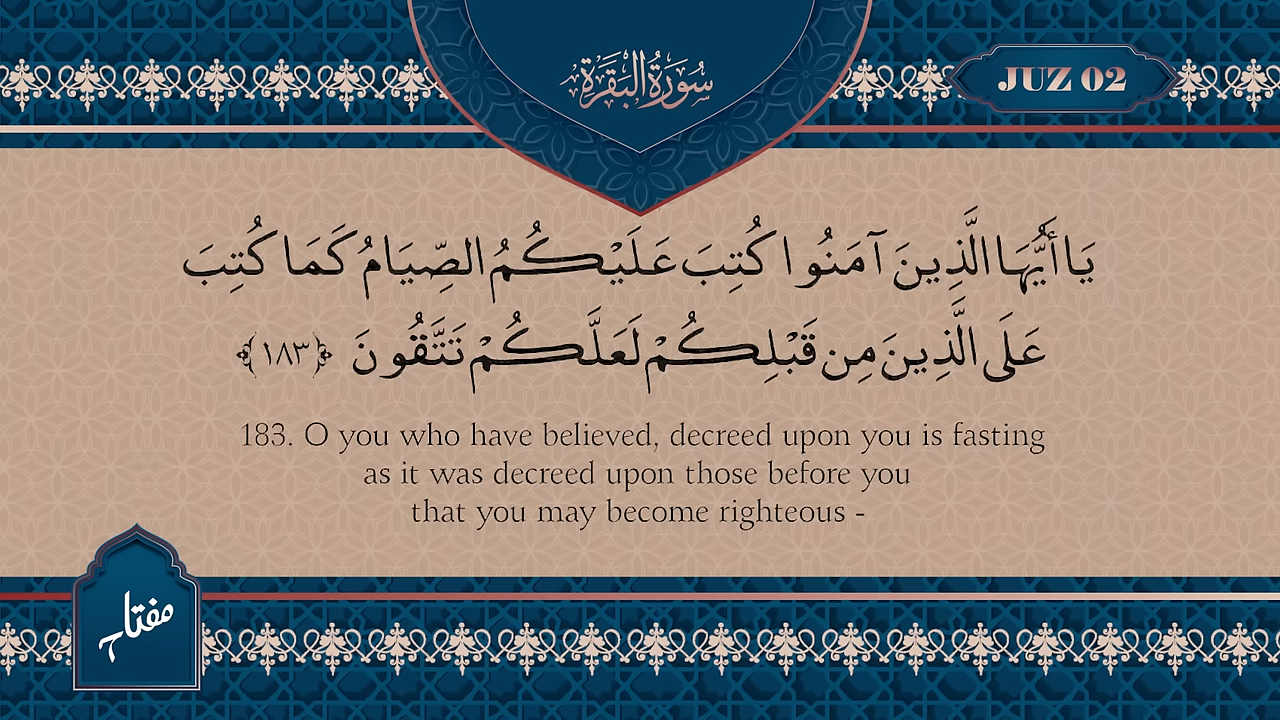 سُورَةُ البَقَرَةِ
JUZ 02
يَا أَيُّهَا الَّذِينَ آمَنُوا كُتِبَ عَلَيْكُمُ الصِّيَامُ كَمَا كُتِبَ
عَلَى الَّذِينَ مِن قَبْلِكُمْ لَعَلَّكُمْ تَتَّقُونَ ﴿١٨٣﴾
183. O you who have believed, decreed upon you is fasting
as it was decreed upon those before you
that you may become righteous -
مفتاح